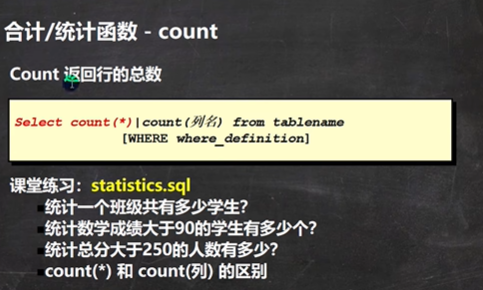 合计/统计函数 - count
Count 返回行的总数
Select count(*)|count(列名) from tablename
[WHERE where_definition]
课堂练习：statistics.sql
▪统计一个班级共有多少学生？
▪统计数学成绩大于90的学生有多少个？
▪统计总分大于250的人数有多少？
▪count(*) 和 count(列) 的区别